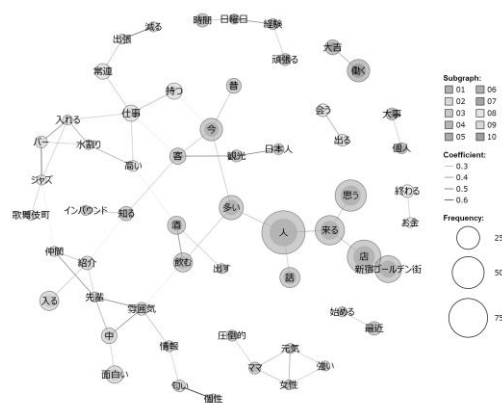 減る
出張
常連
時間
日曜日
経験
頑張る
大吉
働く
仕事
持つ
昔
今
入れる
バー
水割り
高い
客
観光
日本人
会う
出る
大事
個人
ジャズ
歌舞伎町
インバウンド
知る
多い
思う
終わる
お金
酒
人
来る
仲間
紹介
飲む
出す
話
店
新宿ゴールデン街
入る
先輩
雰囲気
中
情報
始める
最近
面白い
匂い
個性
圧倒的
元気
ママ
強い
女性
Subgraph:
01 06
02 07
03 08
04 09
05 10
Coefficient:
0.3
0.4
0.5
0.6
Frequency:
25
50
75